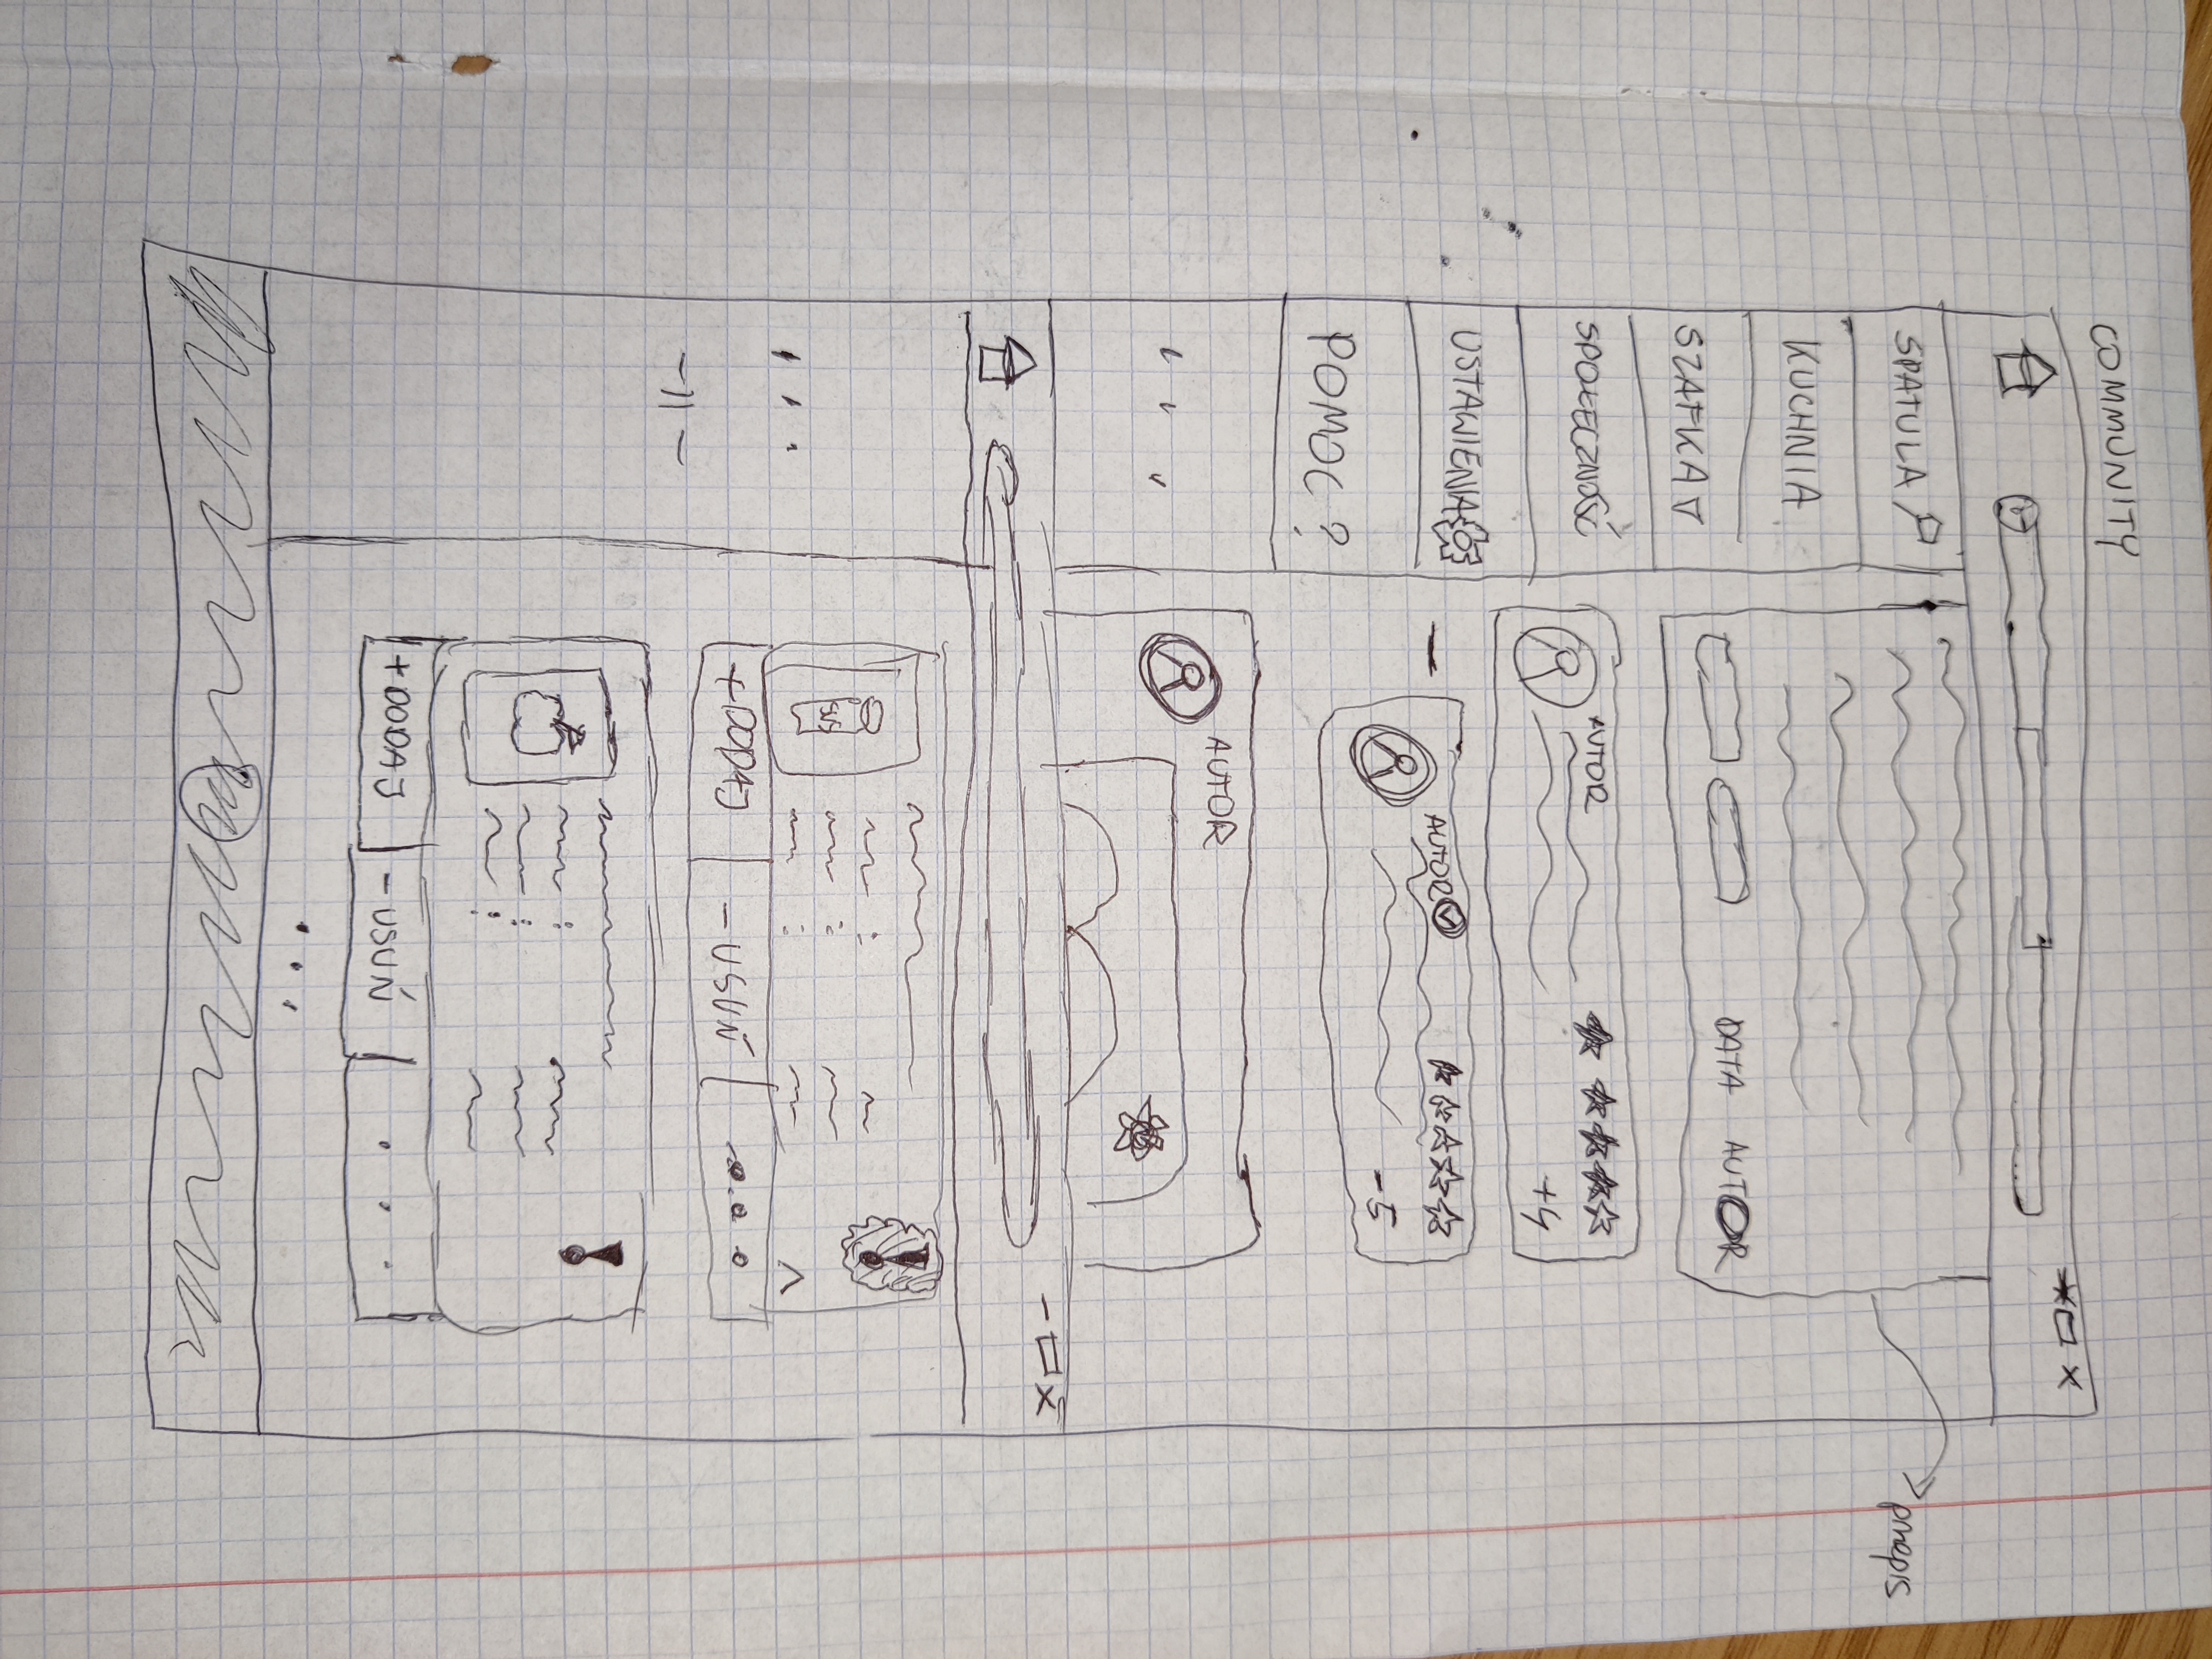 COMMUNITY
SPATULA
KUCHNIA
SZAFKA
SPOŁECZNOŚĆ
USTAWIENIA
POMOC ?
przepis
DATA AUTOR
AUTOR
+4
AUTOR
-5
AUTOR
- □ x
+DODAJ
-USUŃ
+DODAJ
-USUŃ